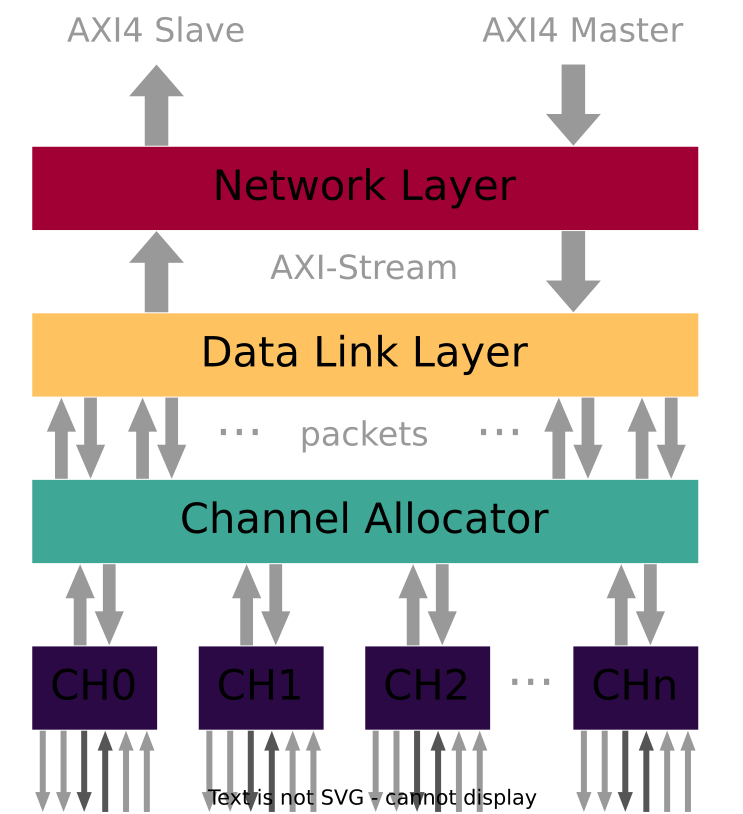 AXI4 Slave AXI4 Master
Network Layer
AXI-Stream
Data Link Layer
... packets ...
Channel Allocator
CH0 CH1 CH2 ... CHn
Text is not SVG - cannot display